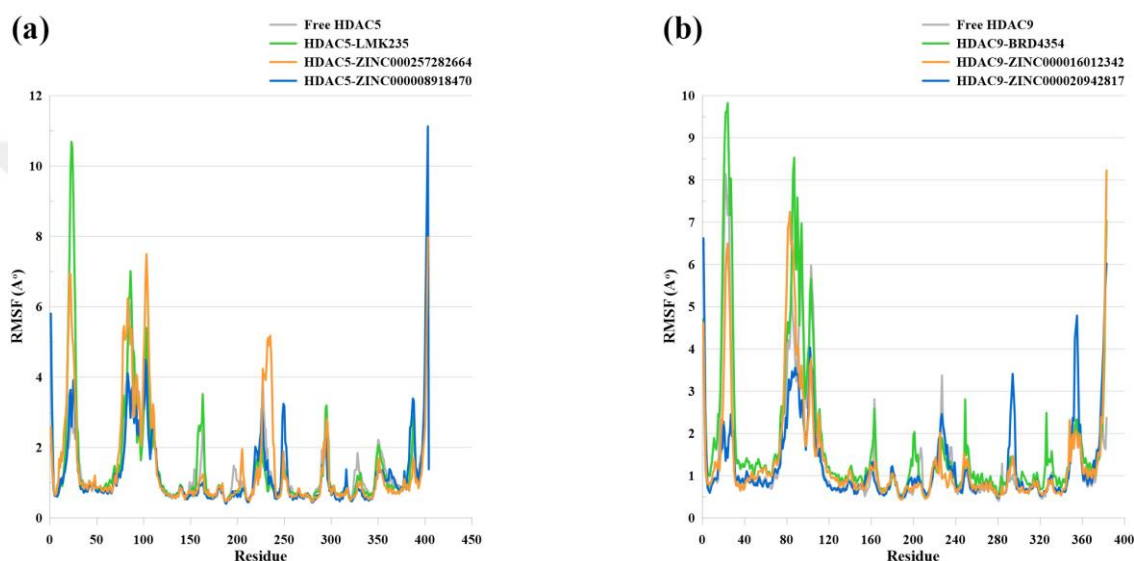 (a)
Free HDAC5
HDAC5-LMK235
HDAC5-ZINC000257282664
HDAC5-ZINC000008918470
12
10
8
6
4
2
0
RMSF (A°)
0 50 100 150 200 250 300 350 400 450
Residue
(b)
Free HDAC9
HDAC9-BRD4354
HDAC9-ZINC000016012342
HDAC9-ZINC000020942817
10
9
8
7
6
5
4
3
2
1
0
RMSF (A°)
0 40 80 120 160 200 240 280 320 360 400
Residue